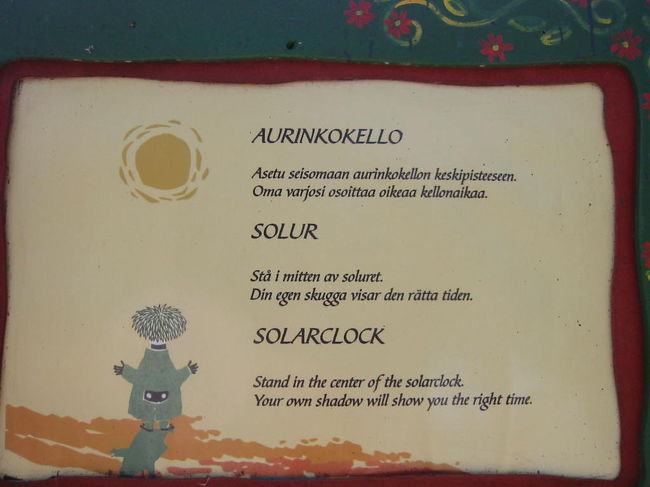 AURINKOKELLO
Asetu seisomaan aurinkokellon keskipisteeseen.
Oma varjosi osoittaa oikeaa kellonaikaa.
SOLUR
Stå i mitten av soluret.
Din egen skugga visar den rätta tiden.
SOLARCLOCK
Stand in the center of the solarclock.
Your own shadow will show you the right time.